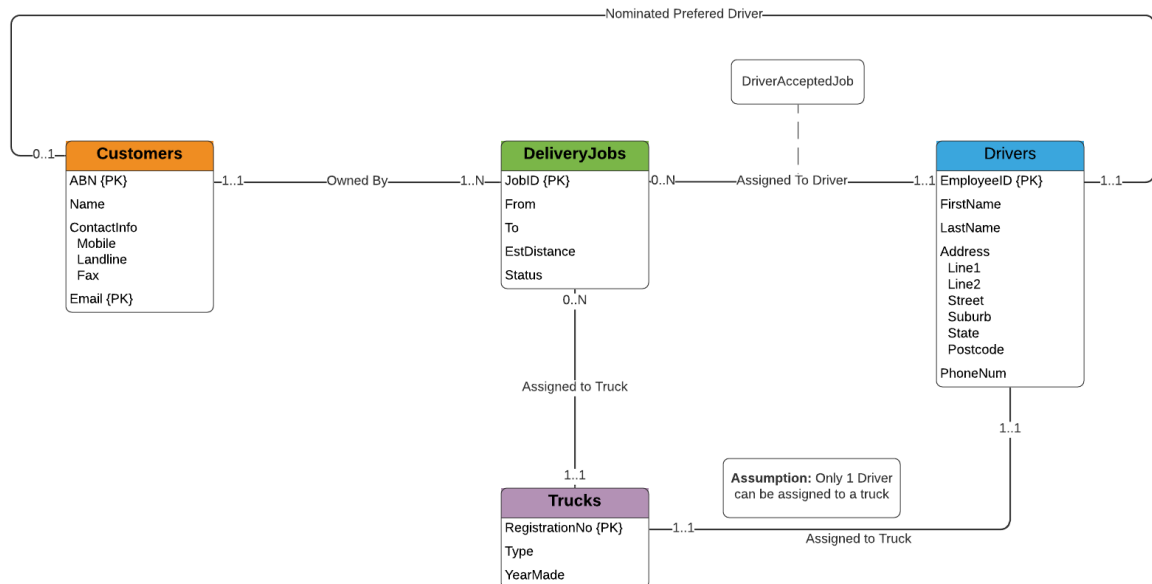 Nominated Prefered Driver
DriverAcceptedJob
0..1
Customers
ABN {PK}
Name
ContactInfo
Mobile
Landline
Fax
Email {PK}
1..1
Owned By
1..N
DeliveryJobs
JobID {PK}
From
To
EstDistance
Status
0..N
Assigned To Driver
1..1
Drivers
EmployeeID {PK}
FirstName
LastName
Address
Line1
Line2
Street
Suburb
State
Postcode
PhoneNum
1..1
0..N
Assigned to Truck
1..1
1..1
Assumption: Only 1 Driver
can be assigned to a truck
Trucks
RegistrationNo {PK}
Type
YearMade
1..1
Assigned to Truck